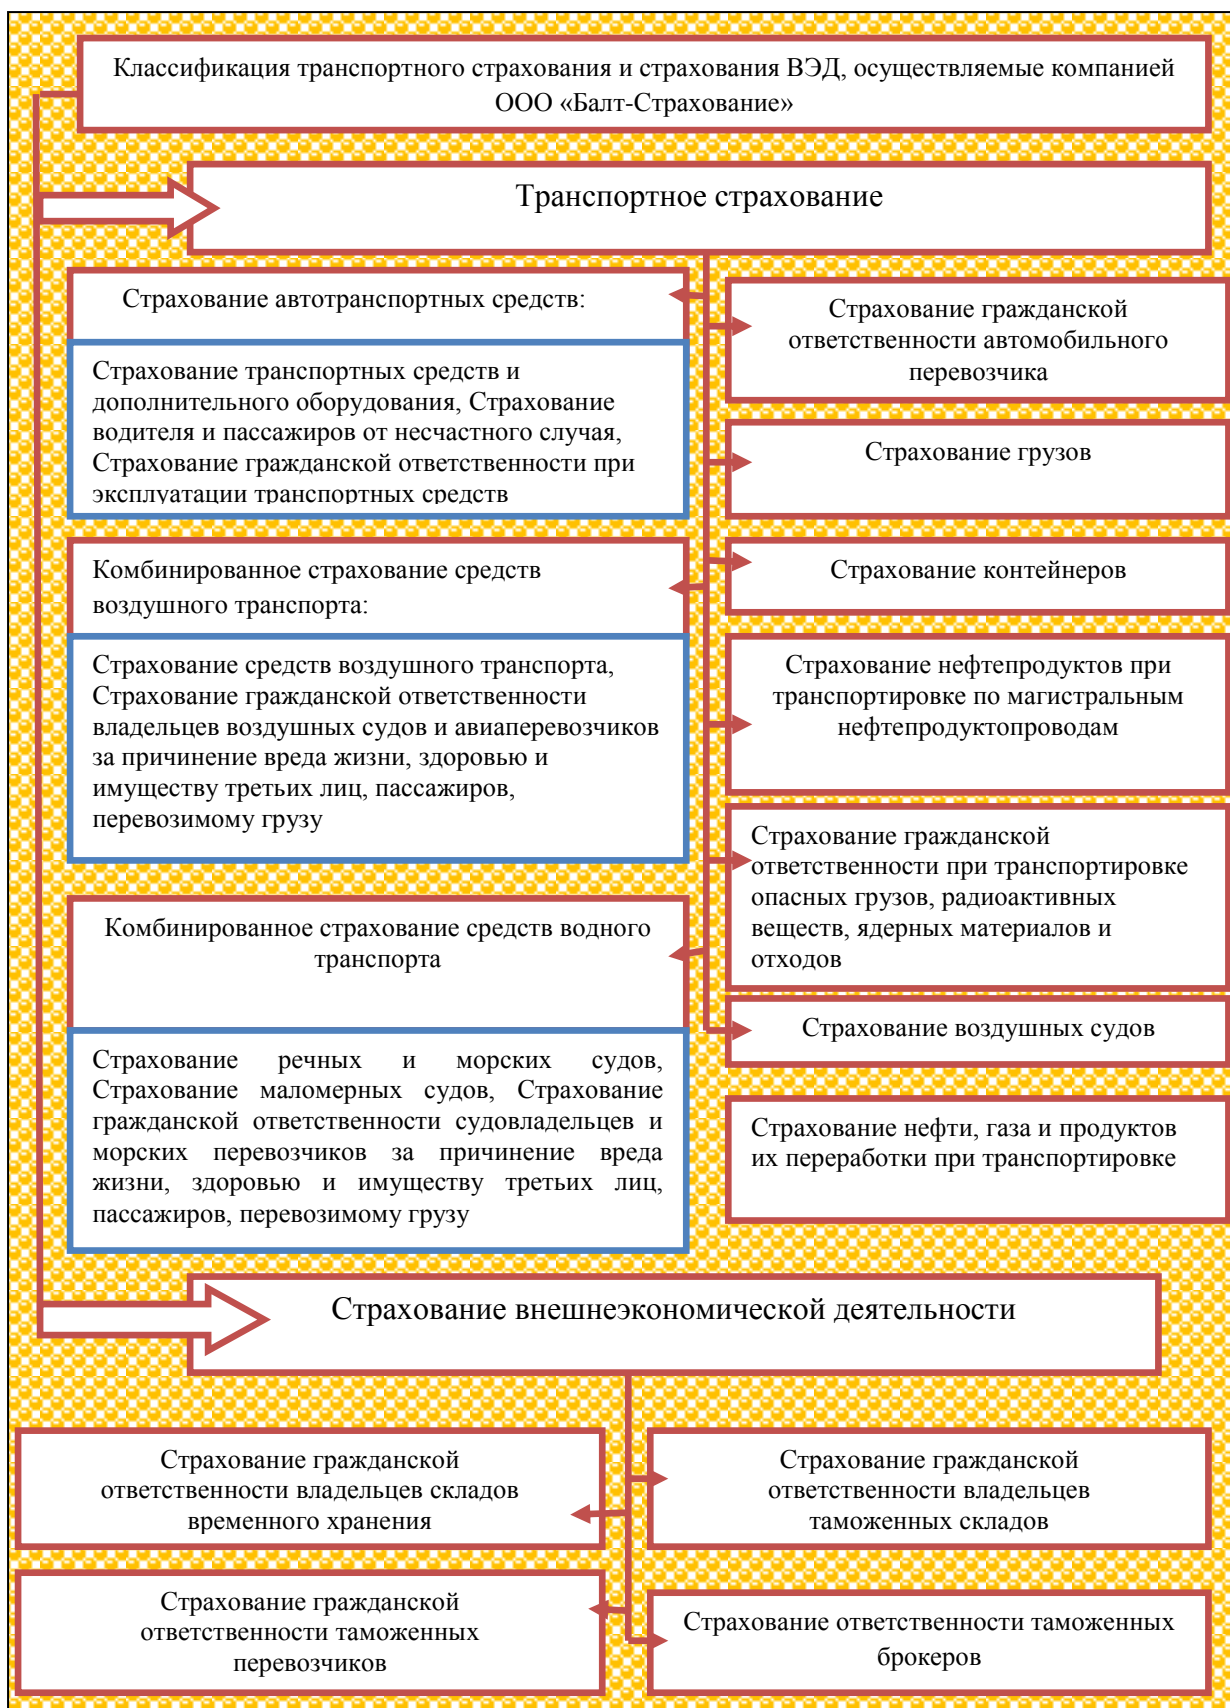 Классификация транспортного страхования и страхования ВЭД, осуществляемые компанией
ООО «Балт-Страхование»
Транспортное страхование
Страхование автотранспортных средств:
Страхование транспортных средств и
дополнительного оборудования, Страхование
водителя и пассажиров от несчастного случая,
Страхование гражданской ответственности при
эксплуатации транспортных средств
Комбинированное страхование средств
воздушного транспорта:
Страхование средств воздушного транспорта,
Страхование гражданской ответственности
владельцев воздушных судов и авиаперевозчиков
за причинение вреда жизни, здоровью и
имуществу третьих лиц, пассажиров,
перевозимому грузу
Комбинированное страхование средств водного
транспорта
Страхование речных и морских судов,
Страхование маломерных судов, Страхование
гражданской ответственности судовладельцев и
морских перевозчиков за причинение вреда
жизни, здоровью и имуществу третьих лиц,
пассажиров, перевозимому грузу
Страхование гражданской
ответственности автомобильного
перевозчика
Страхование грузов
Страхование контейнеров
Страхование нефтепродуктов при
транспортировке по магистральным
нефтепродуктопроводам
Страхование гражданской
ответственности при транспортировке
опасных грузов, радиоактивных
веществ, ядерных материалов и
отходов
Страхование воздушных судов
Страхование нефти, газа и продуктов
их переработки при транспортировке
Страхование внешнеэкономической деятельности
Страхование гражданской
ответственности владельцев складов
временного хранения
Страхование гражданской
ответственности владельцев
таможенных складов
Страхование гражданской
ответственности таможенных
перевозчиков
Страхование ответственности таможенных
брокеров